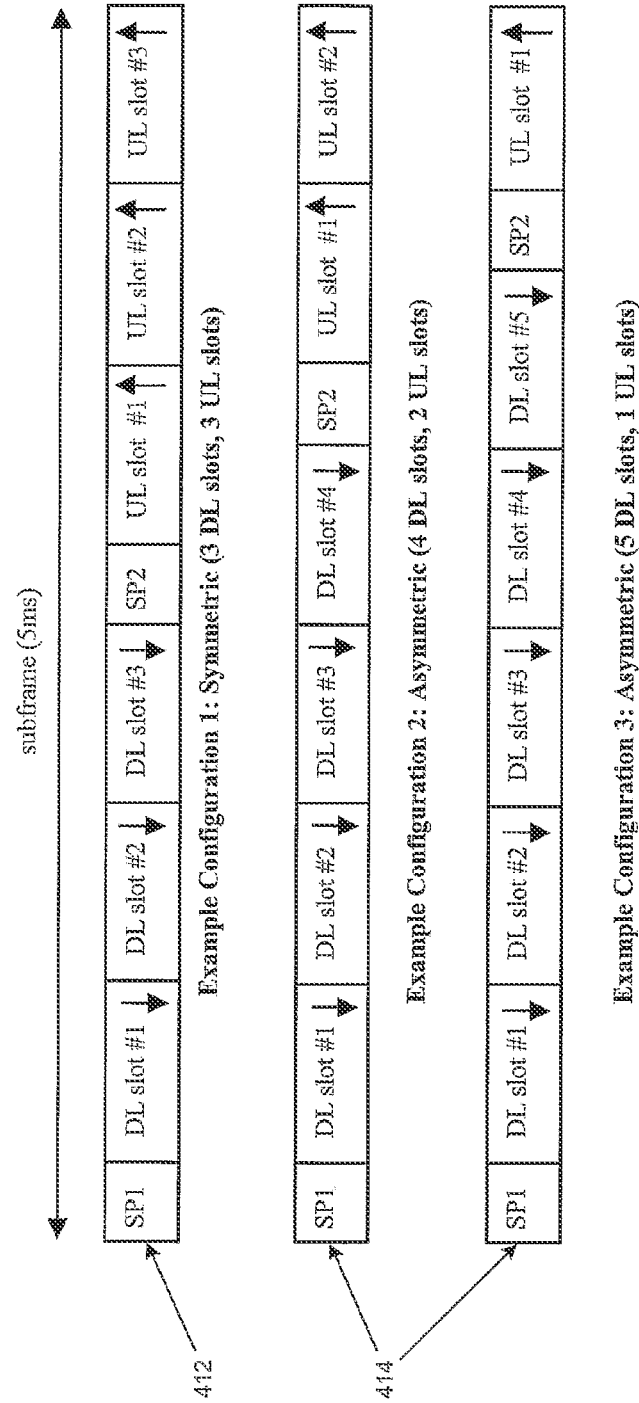 subframe (5ms)
412
SP1 DL slot #1 DL slot #2 DL slot #3 SP2 UL slot #1 UL slot #2 UL slot #3
Example Configuration 1: Symmetric (3 DL slots, 3 UL slots)
414
SP1 DL slot #1 DL slot #2 DL slot #3 DL slot #4 SP2 UL slot #1 UL slot #2
Example Configuration 2: Asymmetric (4 DL slots, 2 UL slots)
SP1 DL slot #1 DL slot #2 DL slot #3 DL slot #4 DL slot #5 SP2 UL slot #1
Example Configuration 3: Asymmetric (5 DL slots, 1 UL slots)